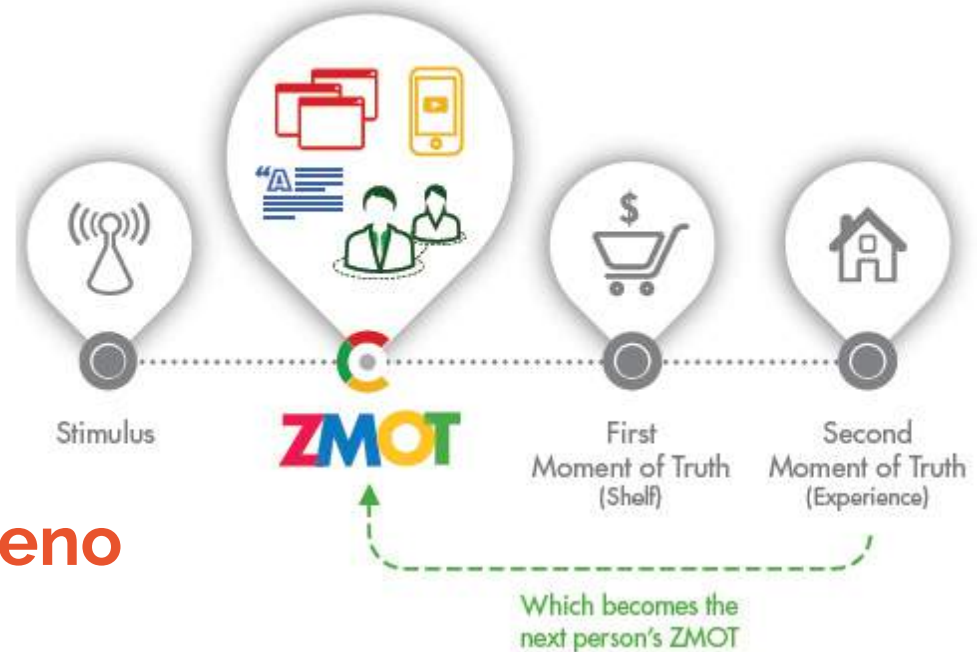 $
“A
Stimulus
ZMOT
First
Moment of Truth
(Shelf)
Second
Moment of Truth
(Experience)
eno
Which becomes the
next person's ZMOT